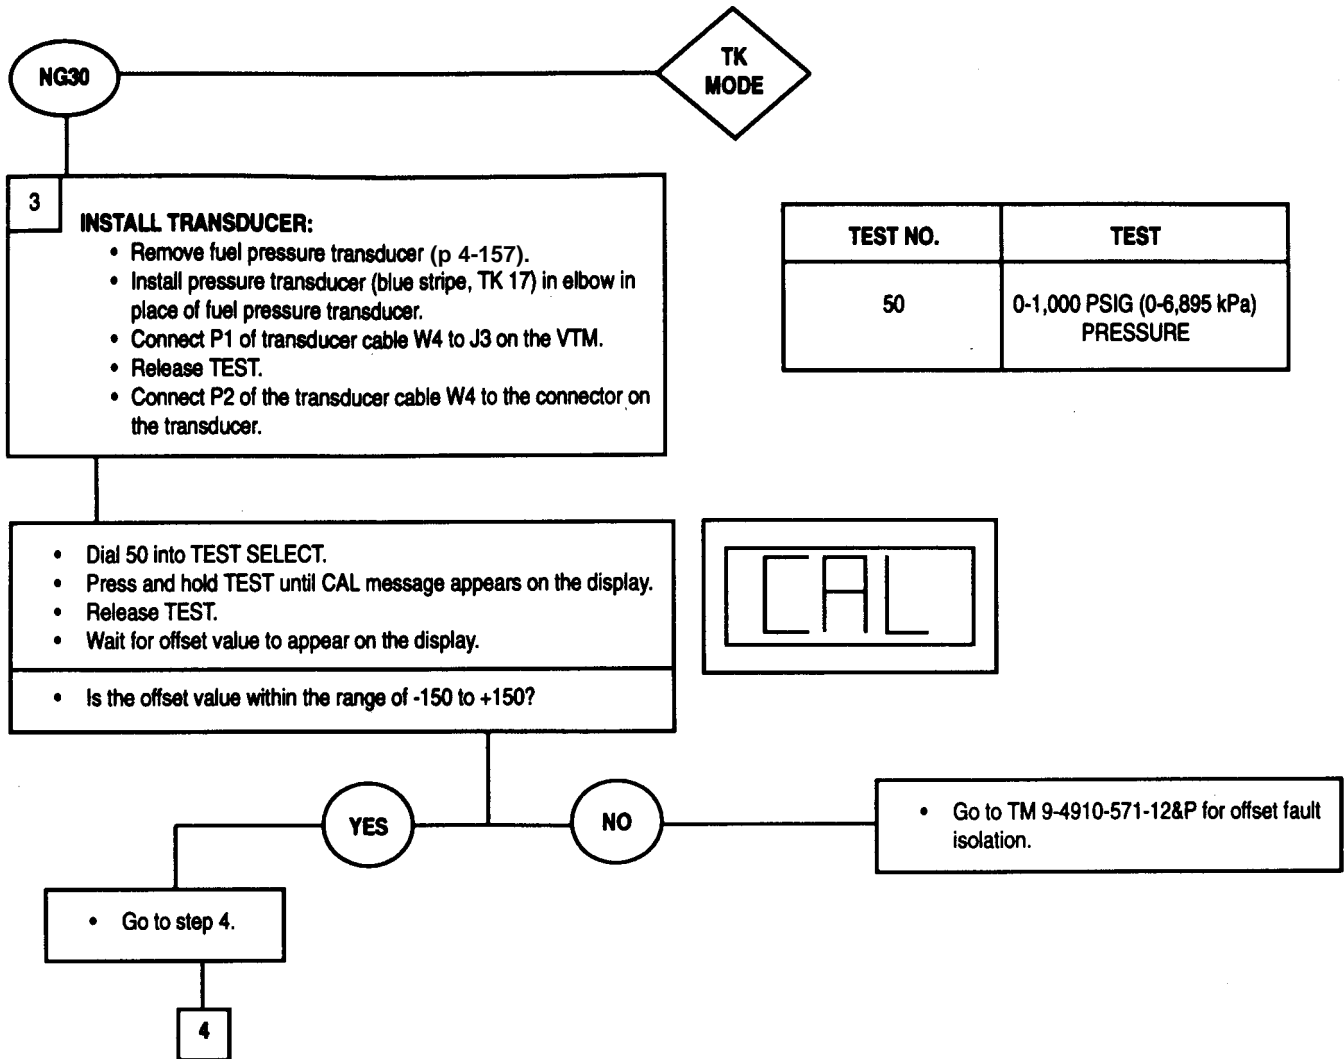 NG30
TK
MODE
3
INSTALL TRANSDUCER:
• Remove fuel pressure transducer (p 4-157).
• Install pressure transducer (blue stripe, TK 17) in elbow in
place of fuel pressure transducer.
• Connect P1 of transducer cable W4 to J3 on the VTM.
• Release TEST.
• Connect P2 of the transducer cable W4 to the connector on
the transducer.
TEST NO. TEST
50 0-1,000 PSIG (0-6,895 kPa)
PRESSURE
• Dial 50 into TEST SELECT.
• Press and hold TEST until CAL message appears on the display.
• Release TEST.
• Wait for offset value to appear on the display.
CAL
• Is the offset value within the range of -150 to +150?
YES
NO
• Go to TM 9-4910-571-12&P for offset fault
isolation.
• Go to step 4.
4